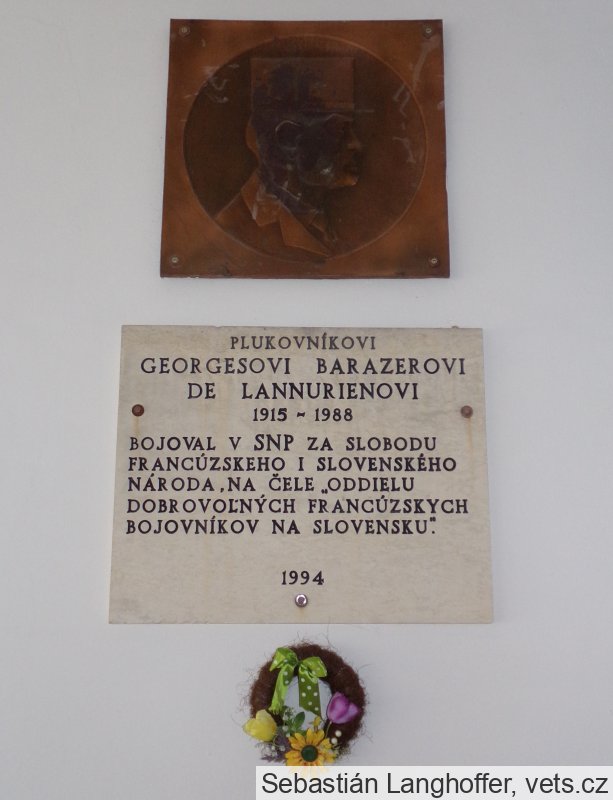 PLUKOVNÍKOVI
GEORGESOVI BARAZEROVI
DE LANNURIENOVI
1915 - 1988
BOJOVAL V SNP ZA SLOBODU
FRANCÚZSKEHO I SLOVENSKÉHO
NÁRODA, NA ČELE „ODDIELU
DOBROVOĽNÝCH FRANCÚZSKYCH
BOJOVNÍKOV NA SLOVENSKU".
1994
Sebastián Langhoffer, vets.cz